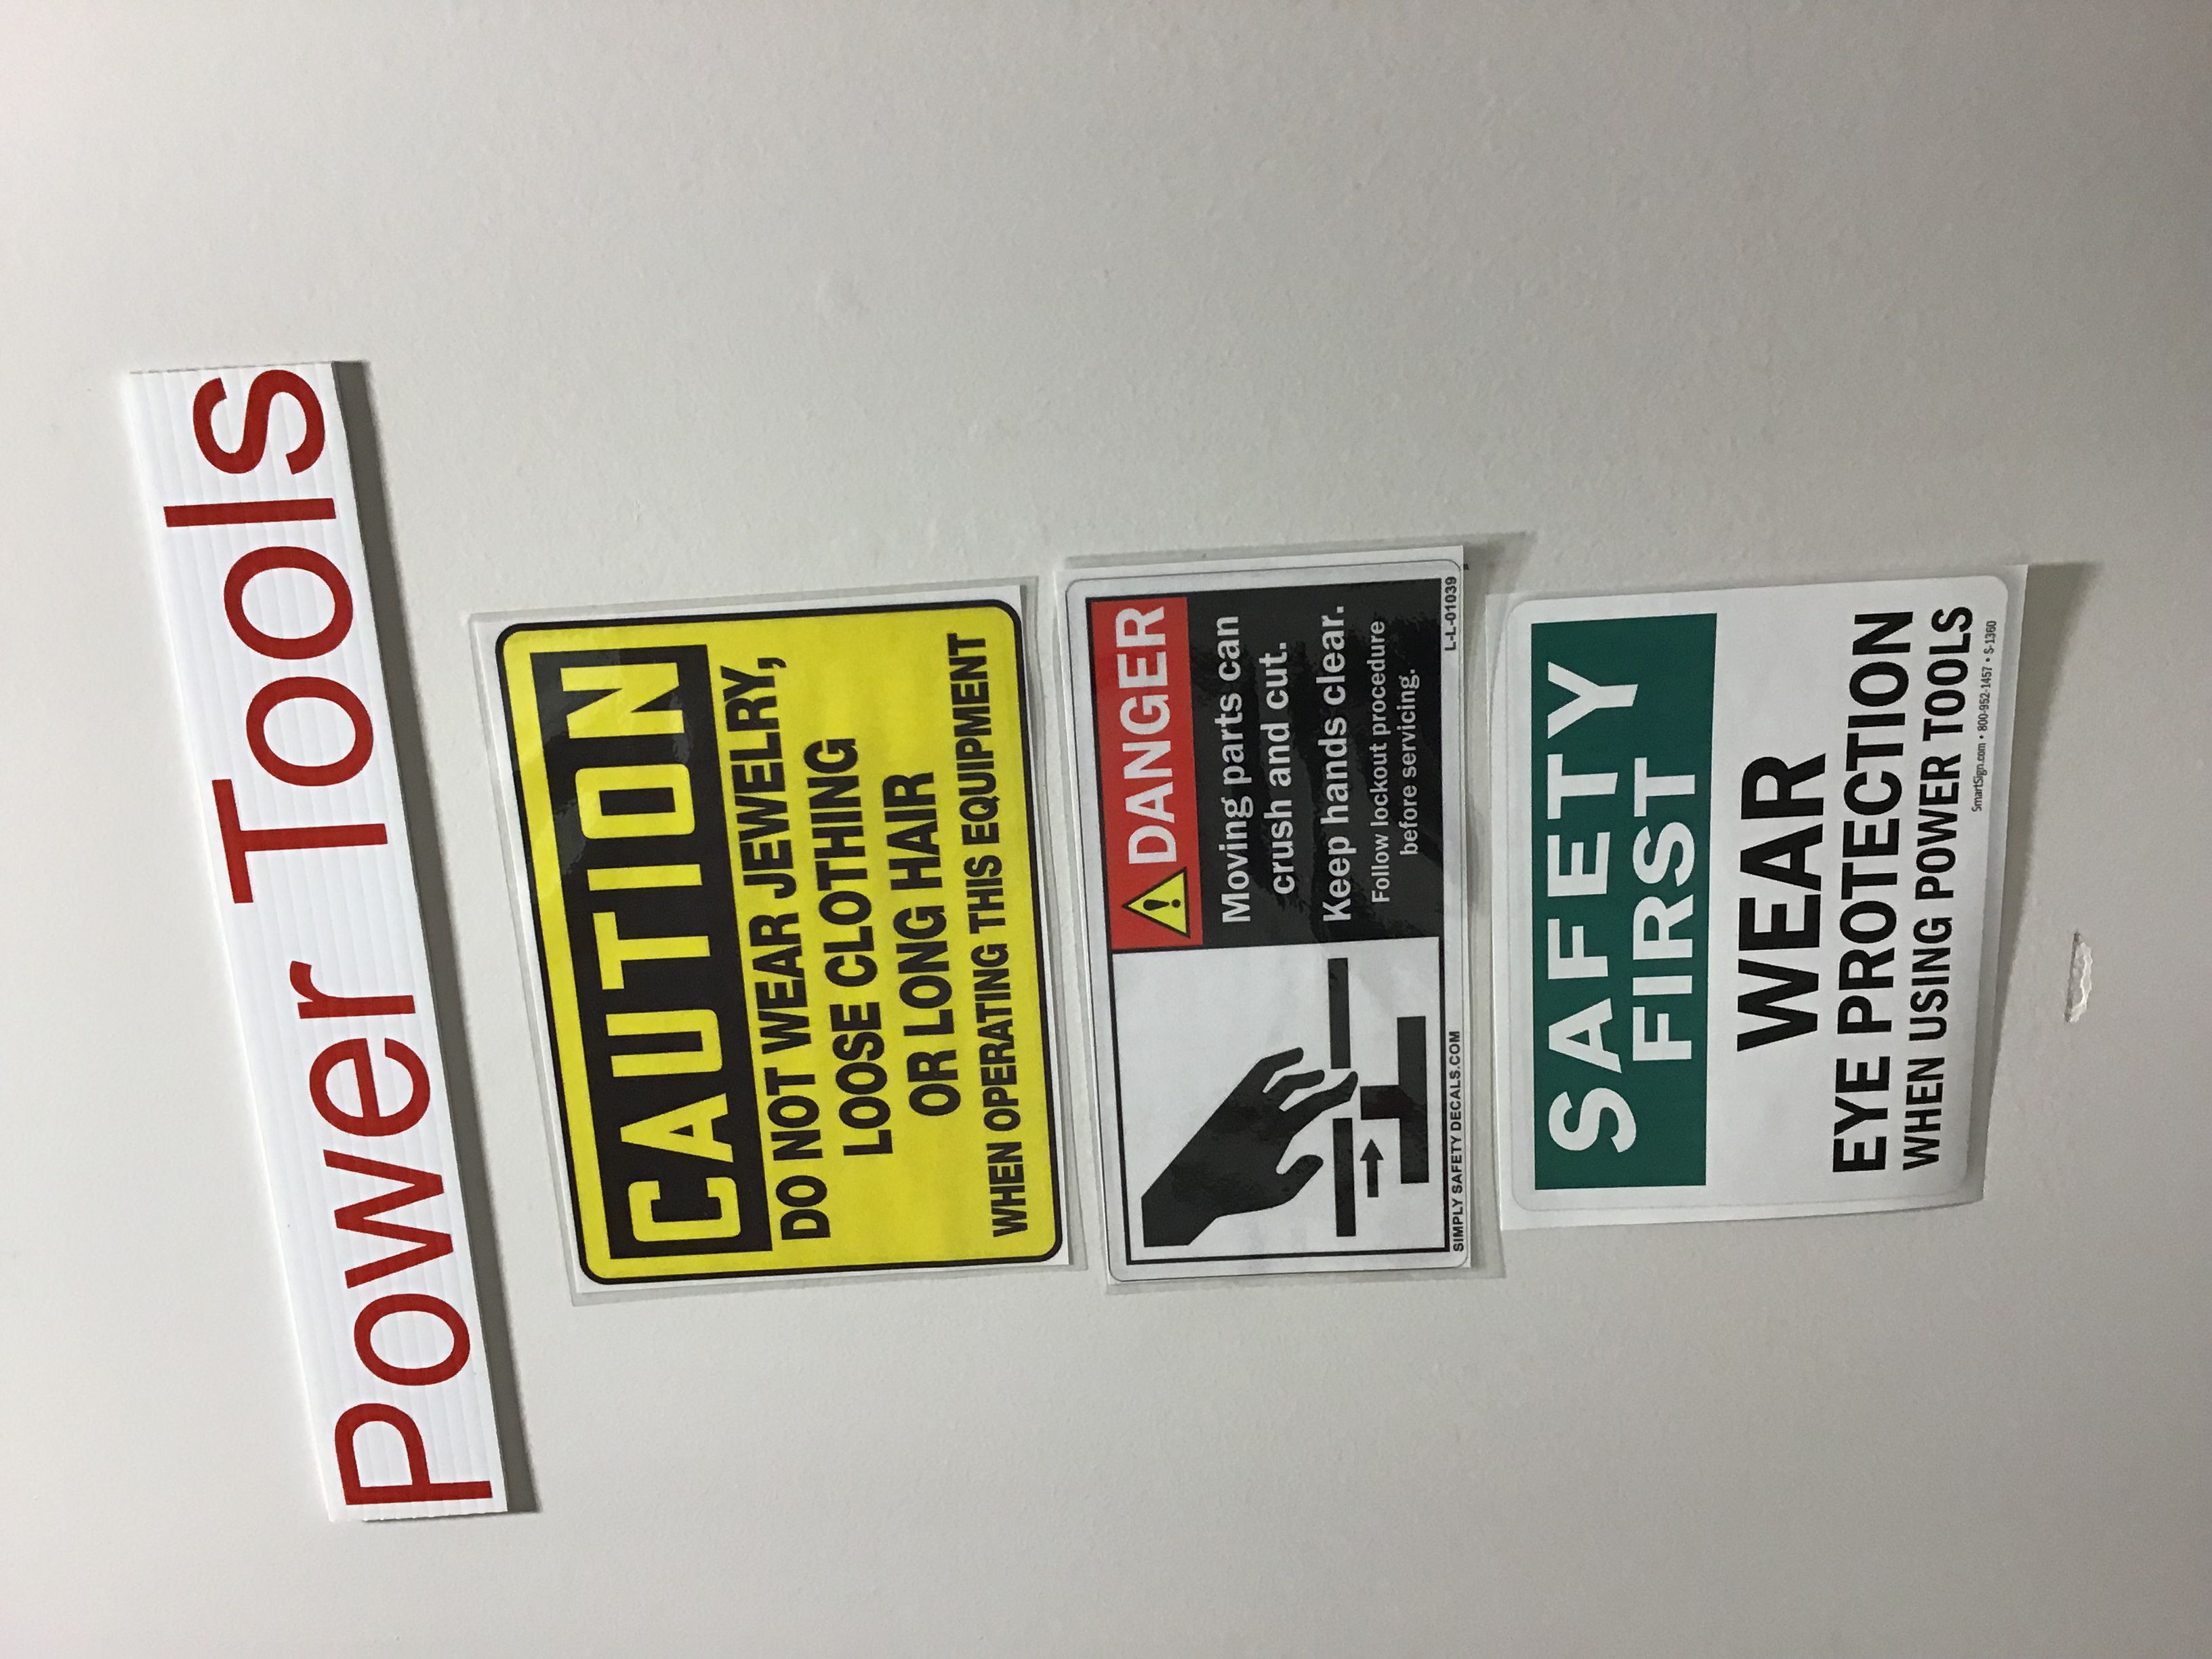 Power Tools
CAUTION
DO NOT WEAR JEWELRY,
LOOSE CLOTHING
OR LONG HAIR
WHEN OPERATING THIS EQUIPMENT
DANGER
Moving parts can
crush and cut.
Keep hands clear.
Follow lockout procedure
before servicing.
SIMPLY SAFETY DECALS.COM
L-L-01039
SAFETY
FIRST
WEAR
EYE PROTECTION
WHEN USING POWER TOOLS
SmartSign.com • 800-952-1457 • S-1360